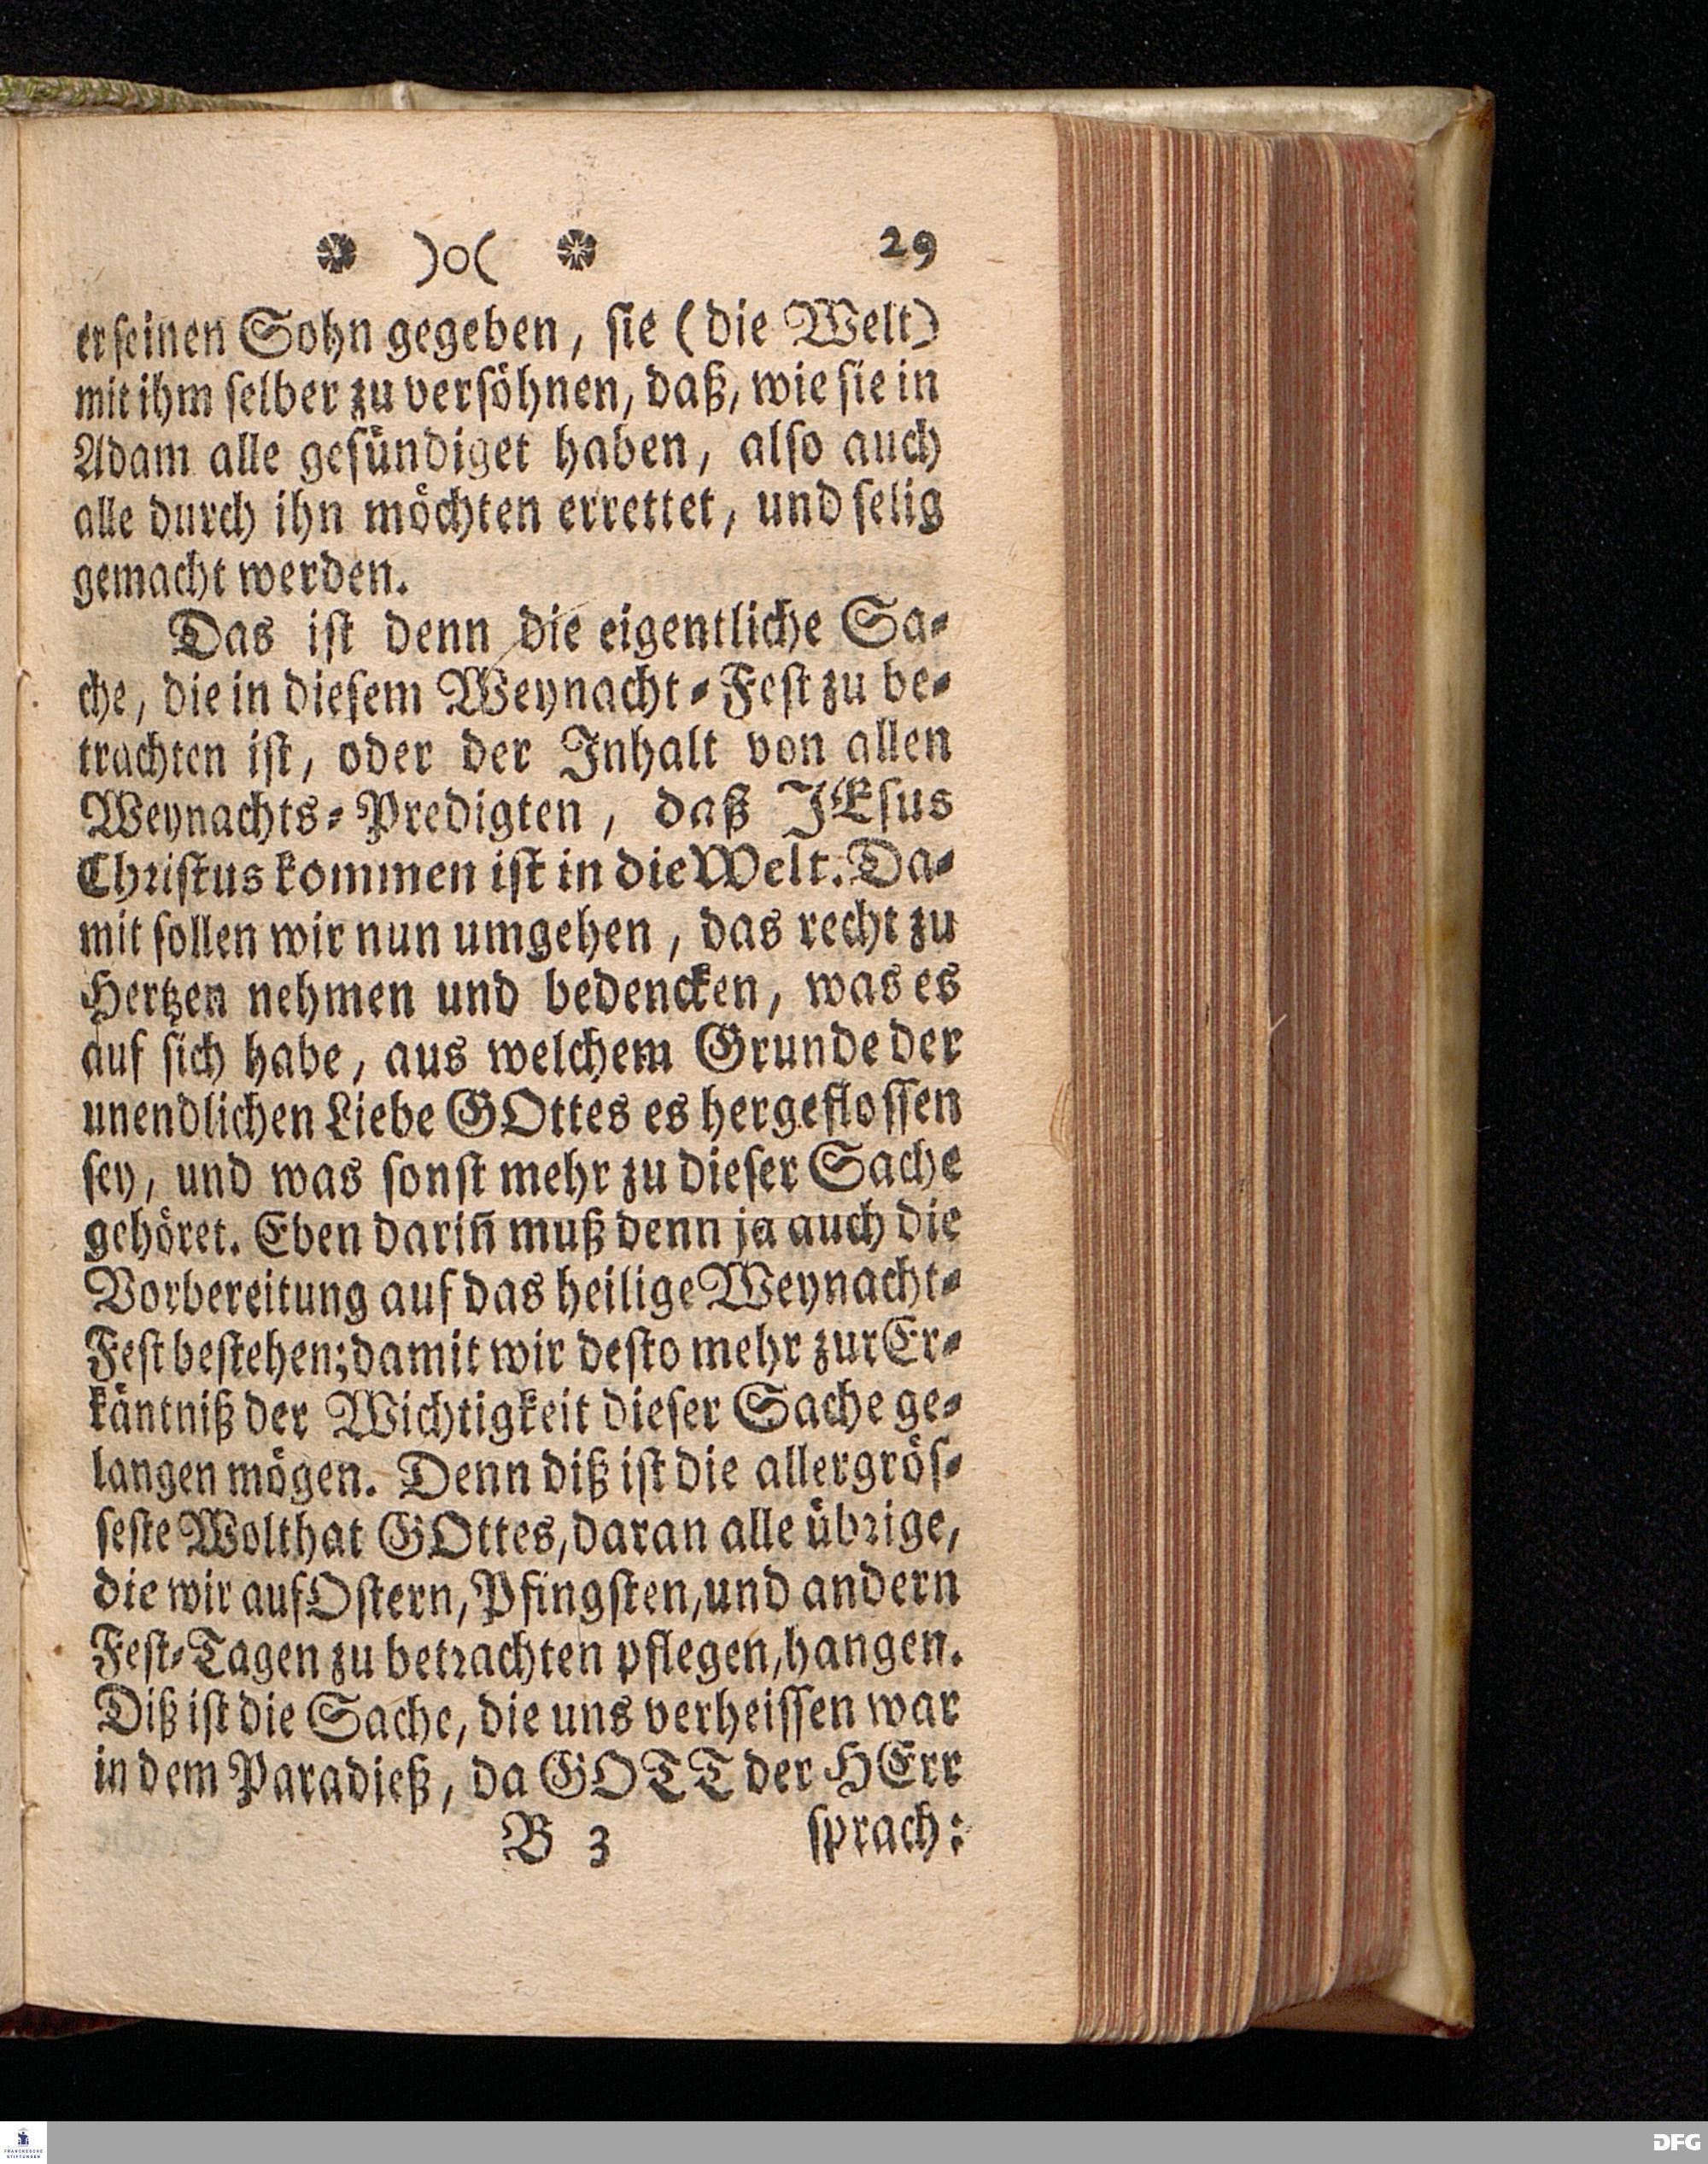 ❁ )o( ❁ 29
er ſeinen Sohn gegeben, ſie (die Welt)
mit ihm ſelber zu verſöhnen, daß, wie ſie in
Adam alle geſündiget haben, alſo auch
alle durch ihn möchten errettet, und ſelig
gemacht werden.
Das iſt denn die eigentliche Sa-
che, die in dieſem Weynacht-Feſt zu be-
trachten iſt, oder der Inhalt von allen
Weynachts-Predigten, daß JEſus
Chriſtus kommen iſt in die Welt. Da-
mit ſollen wir nun umgehen, das recht zu
Hertzen nehmen und bedencken, was es
auf ſich habe, aus welchem Grunde der
unendlichen Liebe GOttes es hergefloſſen
ſey, und was ſonſt mehr zu dieſer Sache
gehöret. Eben dariñ muß denn ja auch die
Vorbereitung auf das heilige Weynacht-
Feſt beſtehen; damit wir deſto mehr zur Er-
käntniß der Wichtigkeit dieſer Sache ge-
langen mögen. Denn diß iſt die allergröſ-
ſeſte Wolthat GOttes, daran alle übrige,
die wir auf Oſtern, Pfingſten, und andern
Feſt-Tagen zu betrachten pflegen, hangen.
Diß iſt die Sache, die uns verheiſſen war
in dem Paradieß, da GOTT der HErr
B 3 ſprach:
FRANCKESCHE
STIFTUNGEN
DFG